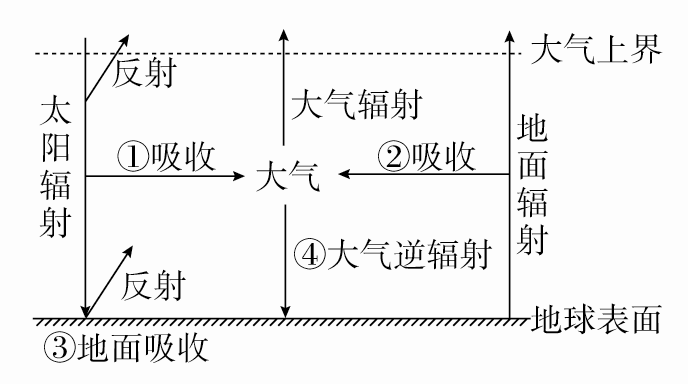 大气上界
反射
太阳辐射
大气辐射
地面辐射
①吸收
②吸收
大气
④大气逆辐射
反射
地球表面
③地面吸收